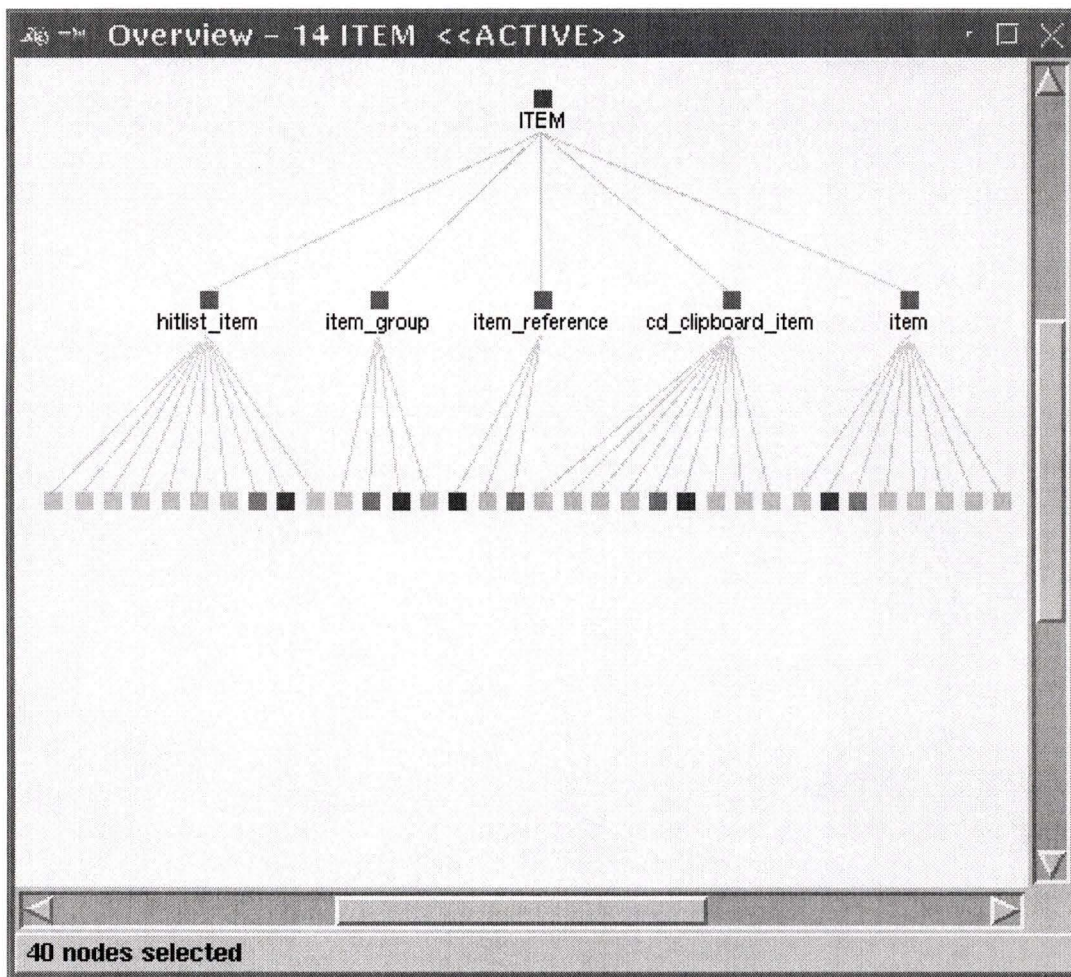 Overview – 14 ITEM <<ACTIVE>>
ITEM
hitlist_item item_group item_reference cd_clipboard_item item
40 nodes selected